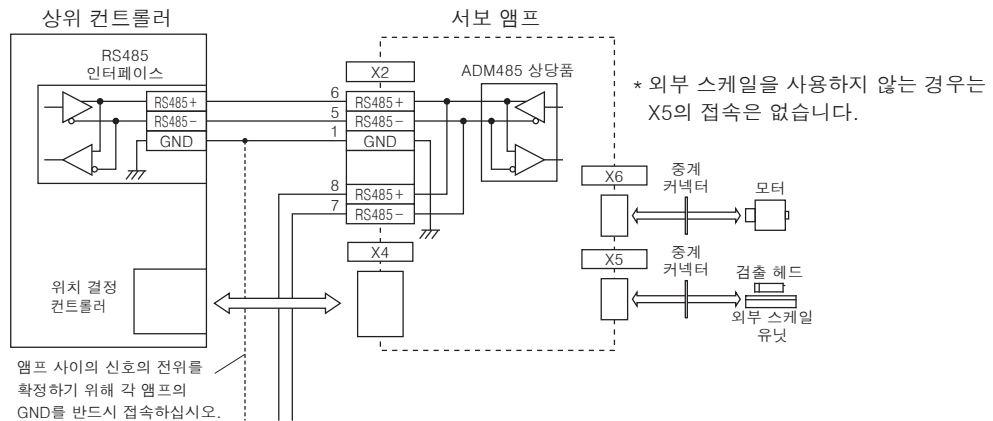 상위 컨트롤러
서보 앰프
RS485
인터페이스
RS485+
RS485-
GND
6
5
1
8
7
X2
RS485+
RS485-
GND
RS485+
RS485-
ADM485 상당품
* 외부 스케일을 사용하지 않는 경우는
X5의 접속은 없습니다.
X6
중계
커넥터
모터
X4
X5
중계
커넥터
검출 헤드
외부 스케일
유닛
위치 결정
컨트롤러
앰프 사이의 신호의 전위를
확정하기 위해 각 앰프의
GND를 반드시 접속하십시오.